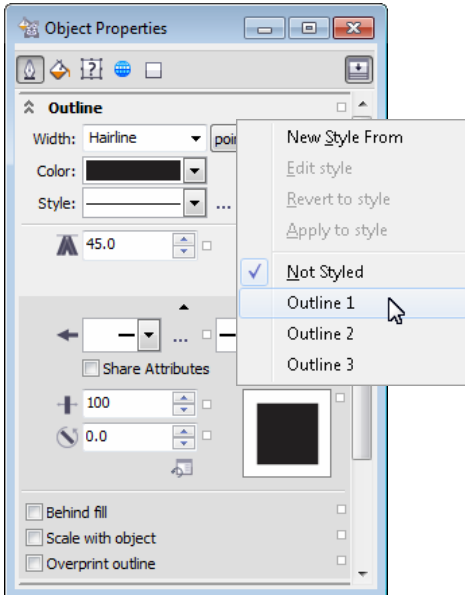 Object Properties
Outline
Width: Hairline
Color:
Style: ...
45.0
...
Share Attributes
100
0.0
Behind fill
Scale with object
Overprint outline
New Style From
Edit style
Revert to style
Apply to style
Not Styled
Outline 1
Outline 2
Outline 3